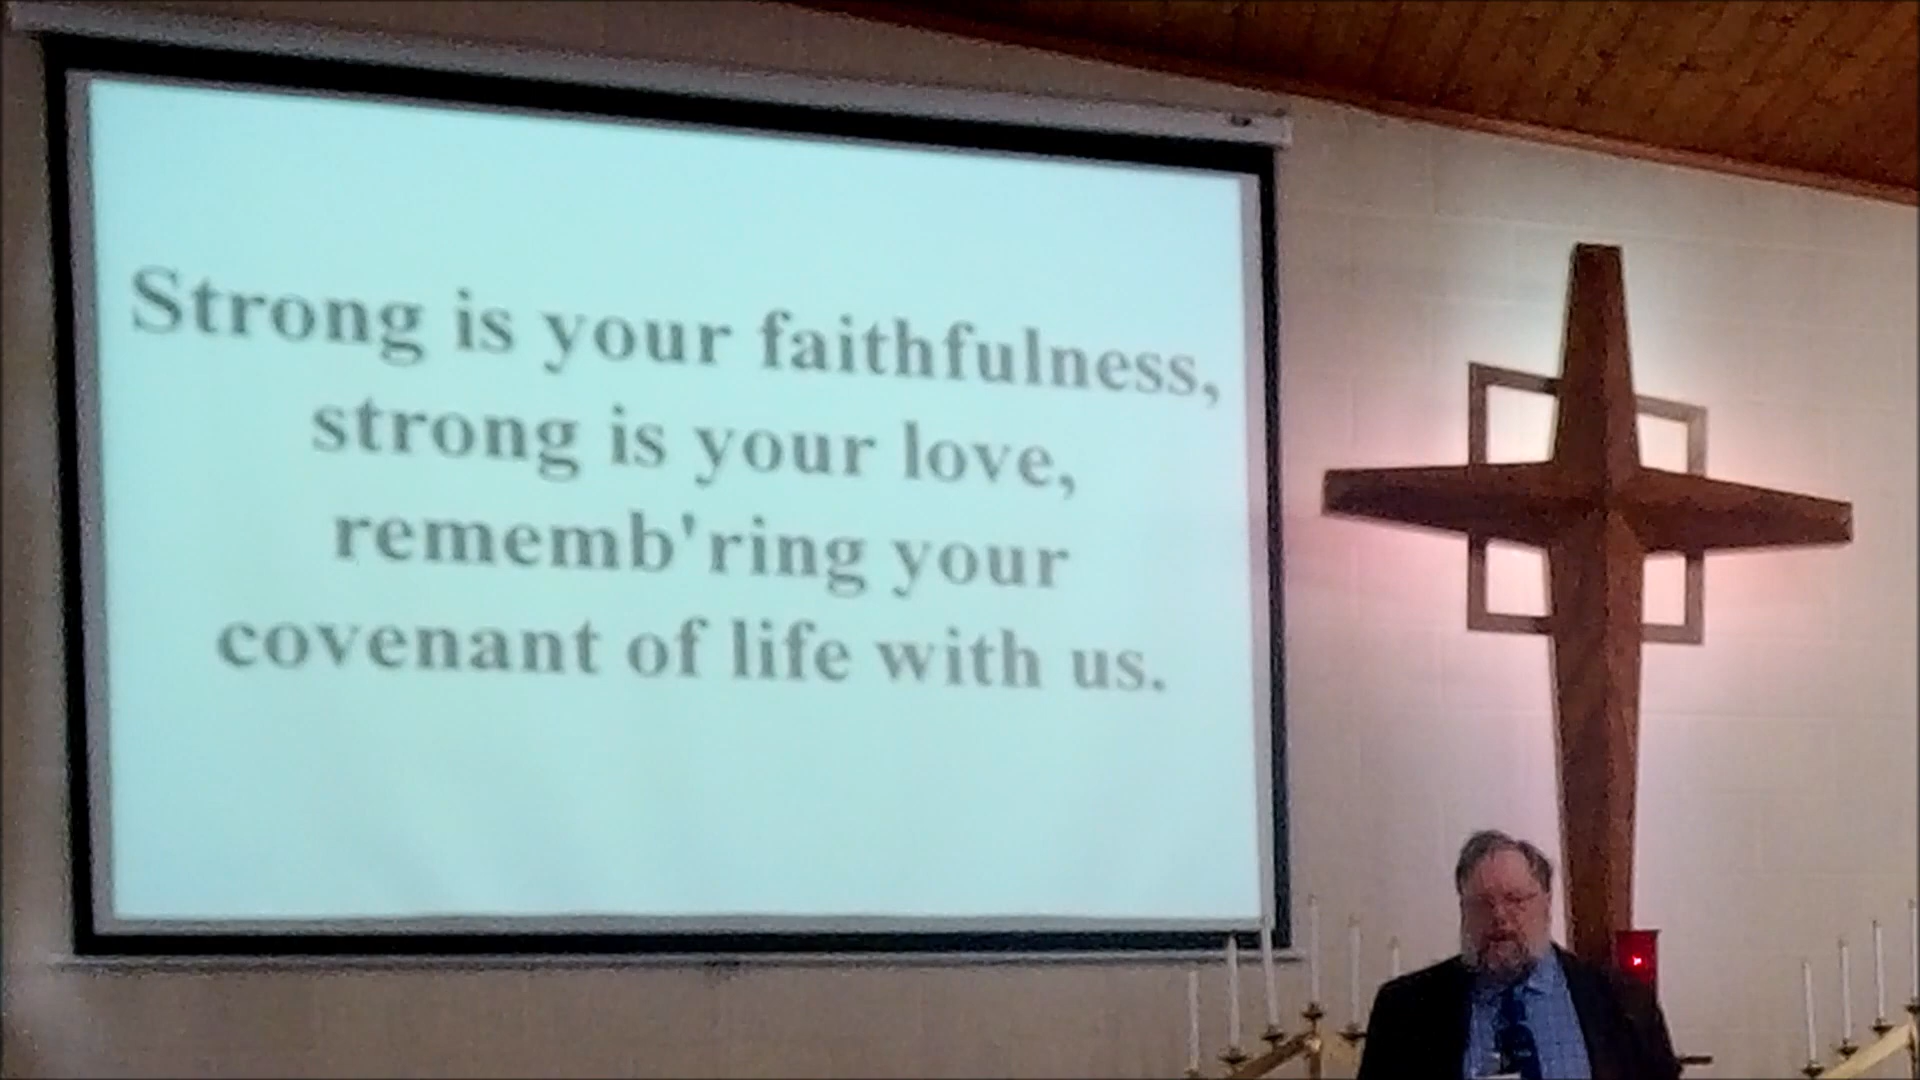 Strong is your faithfulness,
strong is your love,
rememb'ring your
covenant of life with us.